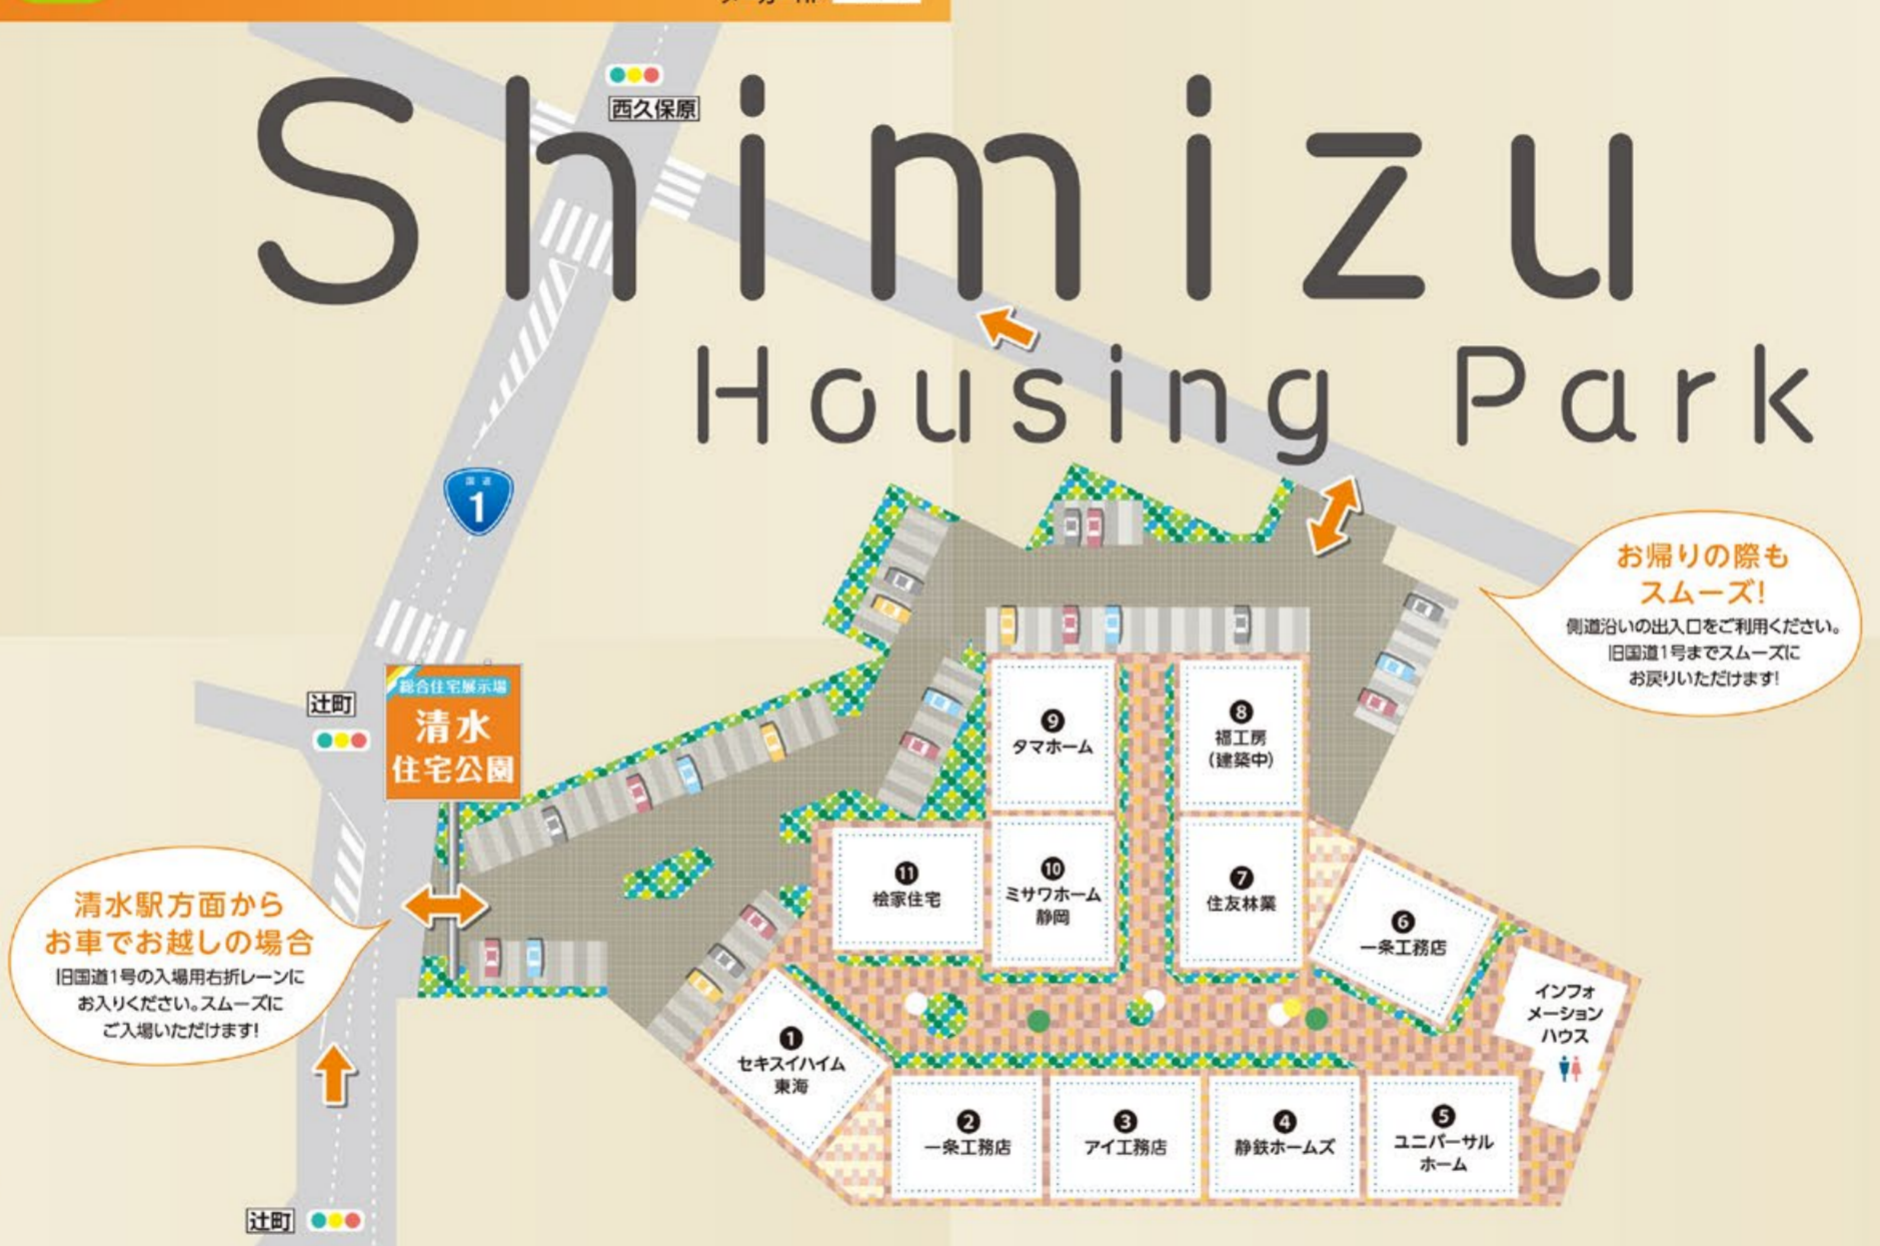 西久保原
Shimizu
Housing Park
国道
1
お帰りの際も
スムーズ!
側道沿いの出入口をご利用ください。
旧国道1号までスムーズに
お戻りいただけます!
辻町
総合住宅展示場
清水
住宅公園
9
タマホーム
8
福工房
(建築中)
11
桧家住宅
10
ミサワホーム
静岡
7
住友林業
6
一条工務店
清水駅方面から
お車でお越しの場合
旧国道1号の入場用右折レーンに
お入りください。スムーズに
ご入場いただけます!
インフォ
メーション
ハウス
1
セキスイハイム
東海
2
一条工務店
3
アイ工務店
4
静鉄ホームズ
5
ユニバーサル
ホーム
辻町